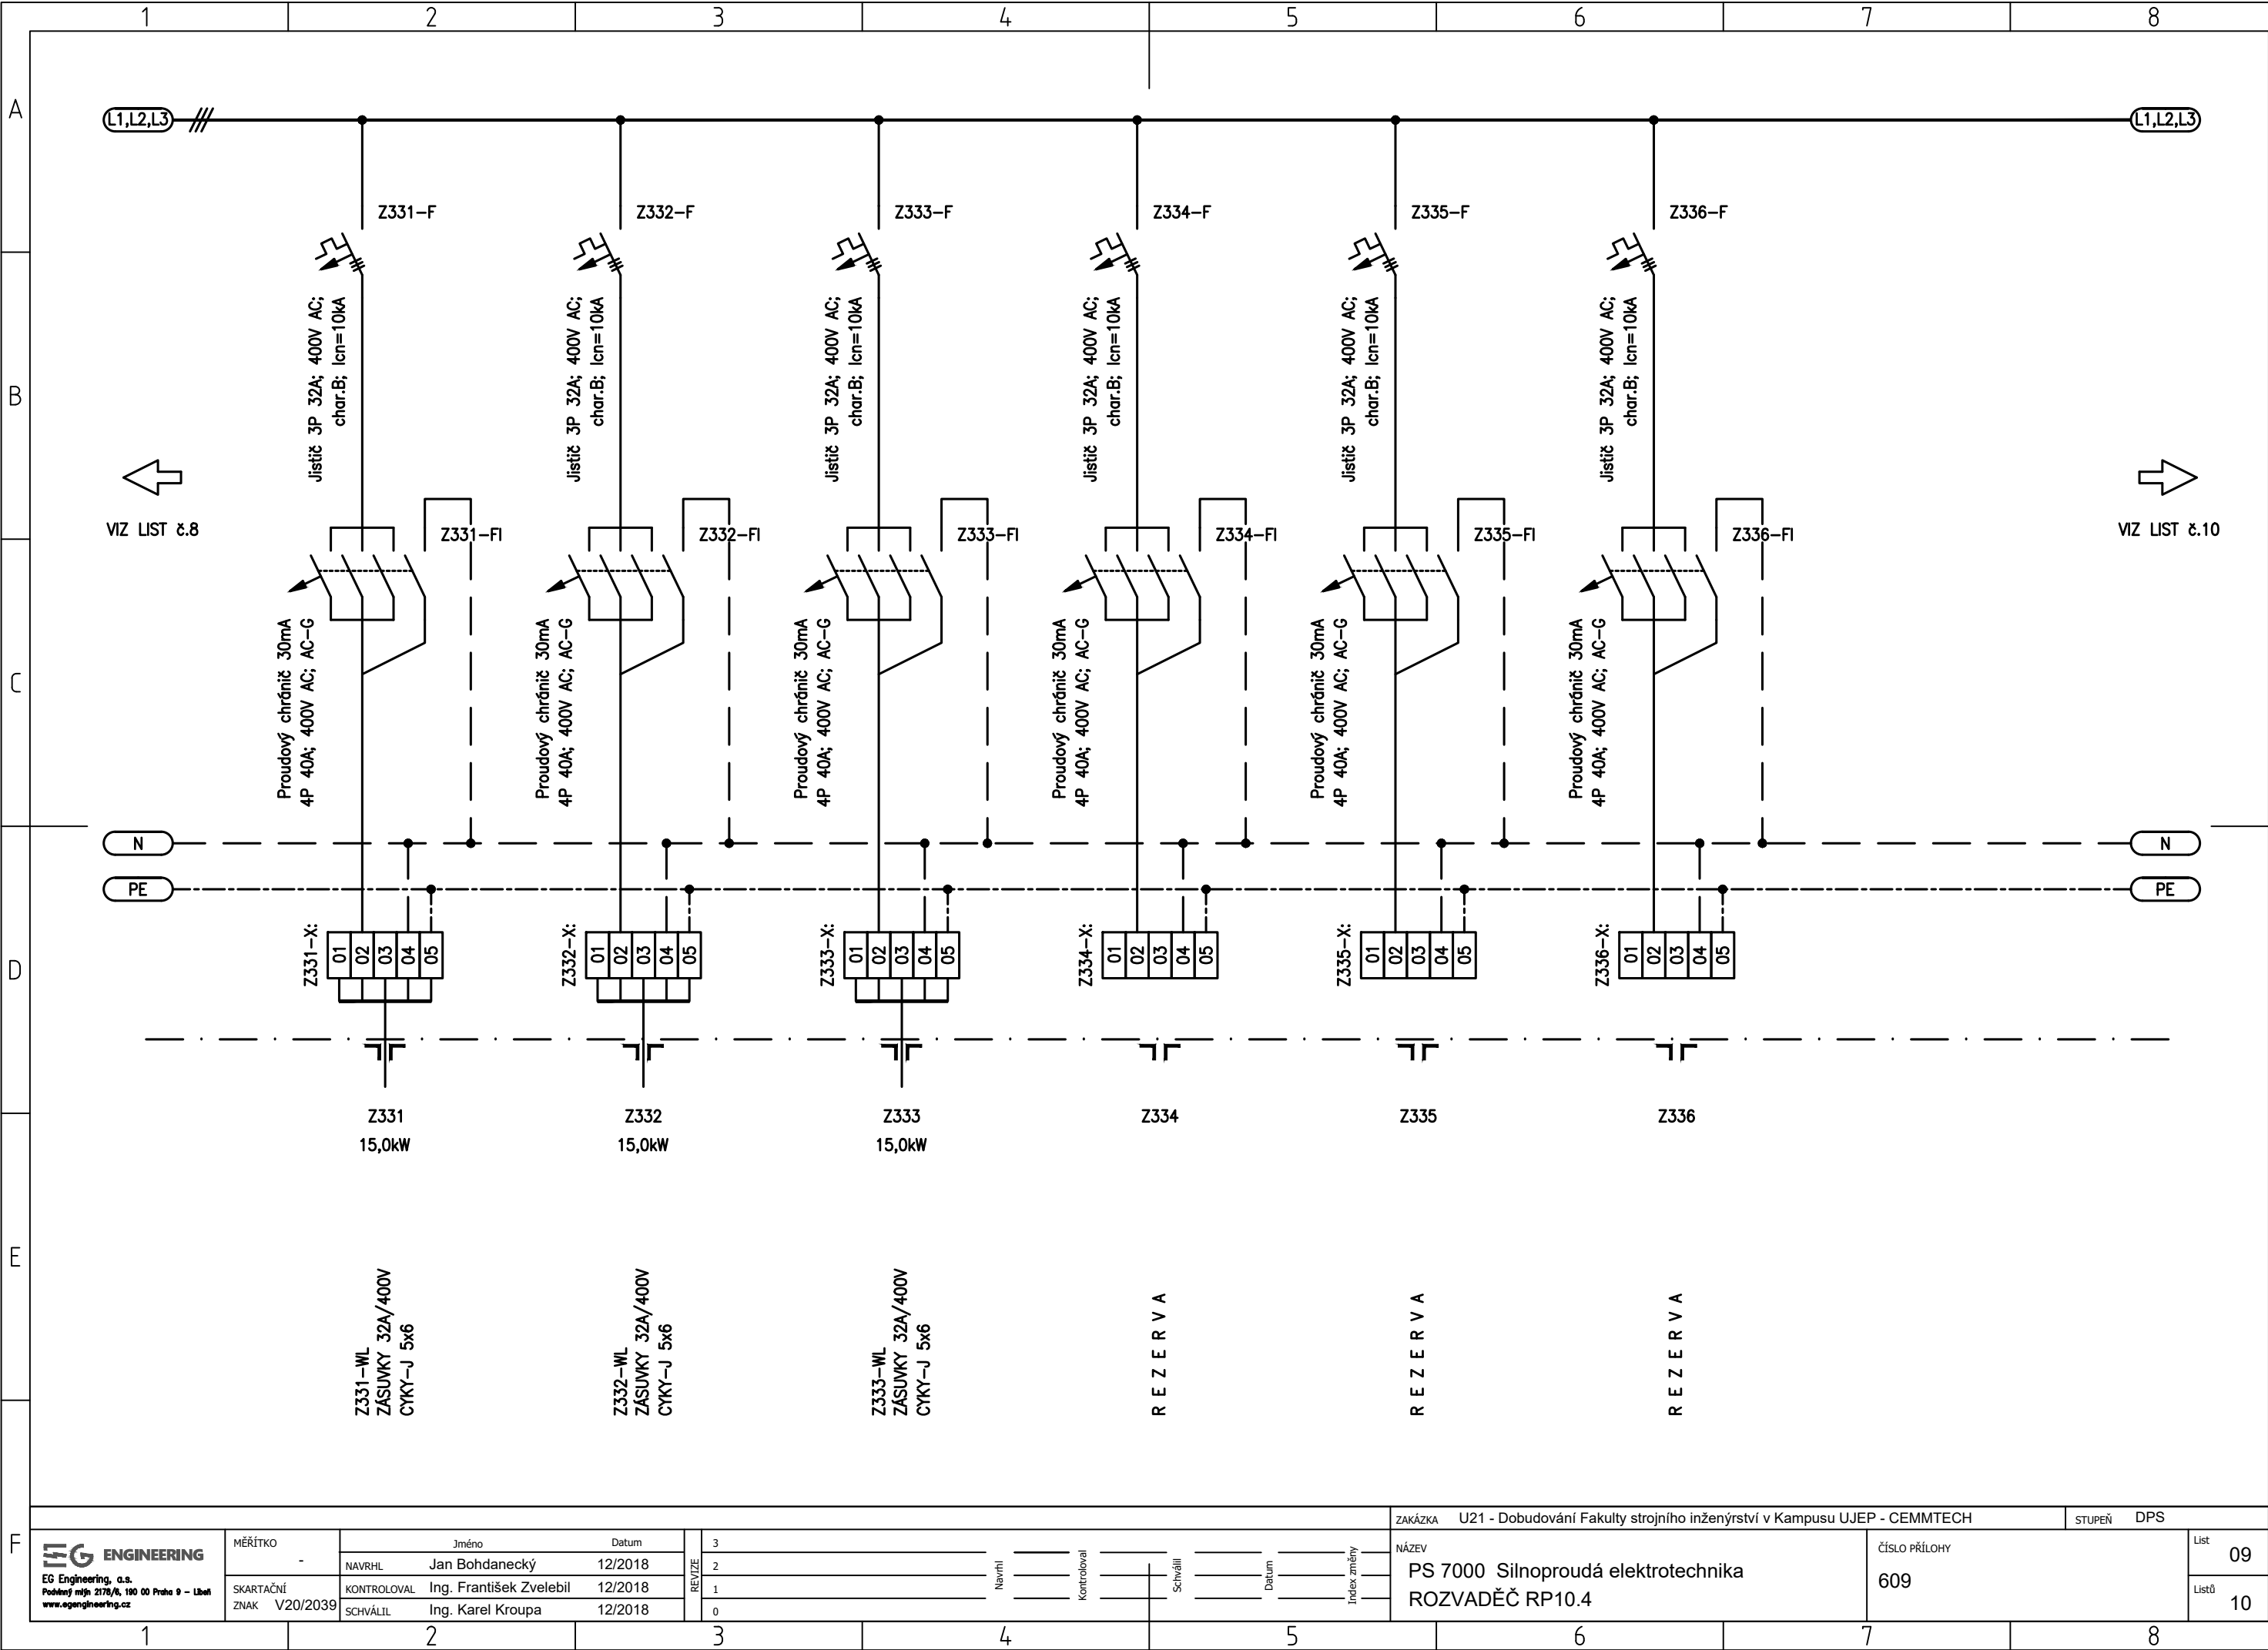 1 2 3 4 5 6 7 8
A
L1,L2,L3 L1,L2,L3
Z331-F Z332-F Z333-F Z334-F Z335-F Z336-F
B
Jistič 3P 32A; 400V AC;
char.B; Icn=10kA
Jistič 3P 32A; 400V AC;
char.B; Icn=10kA
Jistič 3P 32A; 400V AC;
char.B; Icn=10kA
Jistič 3P 32A; 400V AC;
char.B; Icn=10kA
Jistič 3P 32A; 400V AC;
char.B; Icn=10kA
Jistič 3P 32A; 400V AC;
char.B; Icn=10kA
VIZ LIST č.8 VIZ LIST č.10
Z331-FI Z332-FI Z333-FI Z334-FI Z335-FI Z336-FI
C
Proudový chránič 30mA
4P 40A; 400V AC; AC-G
Proudový chránič 30mA
4P 40A; 400V AC; AC-G
Proudový chránič 30mA
4P 40A; 400V AC; AC-G
Proudový chránič 30mA
4P 40A; 400V AC; AC-G
Proudový chránič 30mA
4P 40A; 400V AC; AC-G
Proudový chránič 30mA
4P 40A; 400V AC; AC-G
N N
PE PE
D
Z331-X: 01 02 03 04 05
Z332-X: 01 02 03 04 05
Z333-X: 01 02 03 04 05
Z334-X: 01 02 03 04 05
Z335-X: 01 02 03 04 05
Z336-X: 01 02 03 04 05
Z331 Z332 Z333 Z334 Z335 Z336
15,0kW 15,0kW 15,0kW
E
Z331-WL
ZÁSUVKY 32A/400V
CYKY-J 5x6
Z332-WL
ZÁSUVKY 32A/400V
CYKY-J 5x6
Z333-WL
ZÁSUVKY 32A/400V
CYKY-J 5x6
R E Z E R V A
R E Z E R V A
R E Z E R V A
F
EG ENGINEERING
EG Engineering, a.s.
Podvinný mlýn 2178/6, 190 00 Praha 9 - Libeň
www.egengineering.cz
MĚŘÍTKO
-
SKARTAČNÍ
ZNAK V20/2039
Jméno Datum
NAVRHL Jan Bohdanecký 12/2018
KONTROLOVAL Ing. František Zvelebil 12/2018
SCHVÁLIL Ing. Karel Kroupa 12/2018
REVIZE
3
2
1
0
Navrhl
Kontroloval
Schválil
Datum
Index změny
ZAKÁZKA U21 - Dobudování Fakulty strojního inženýrství v Kampusu UJEP - CEMMTECH
STUPEŇ DPS
NÁZEV
PS 7000 Silnoproudá elektrotechnika
ROZVADĚČ RP10.4
ČÍSLO PŘÍLOHY
609
List
09
Listů
10
1 2 3 4 5 6 7 8